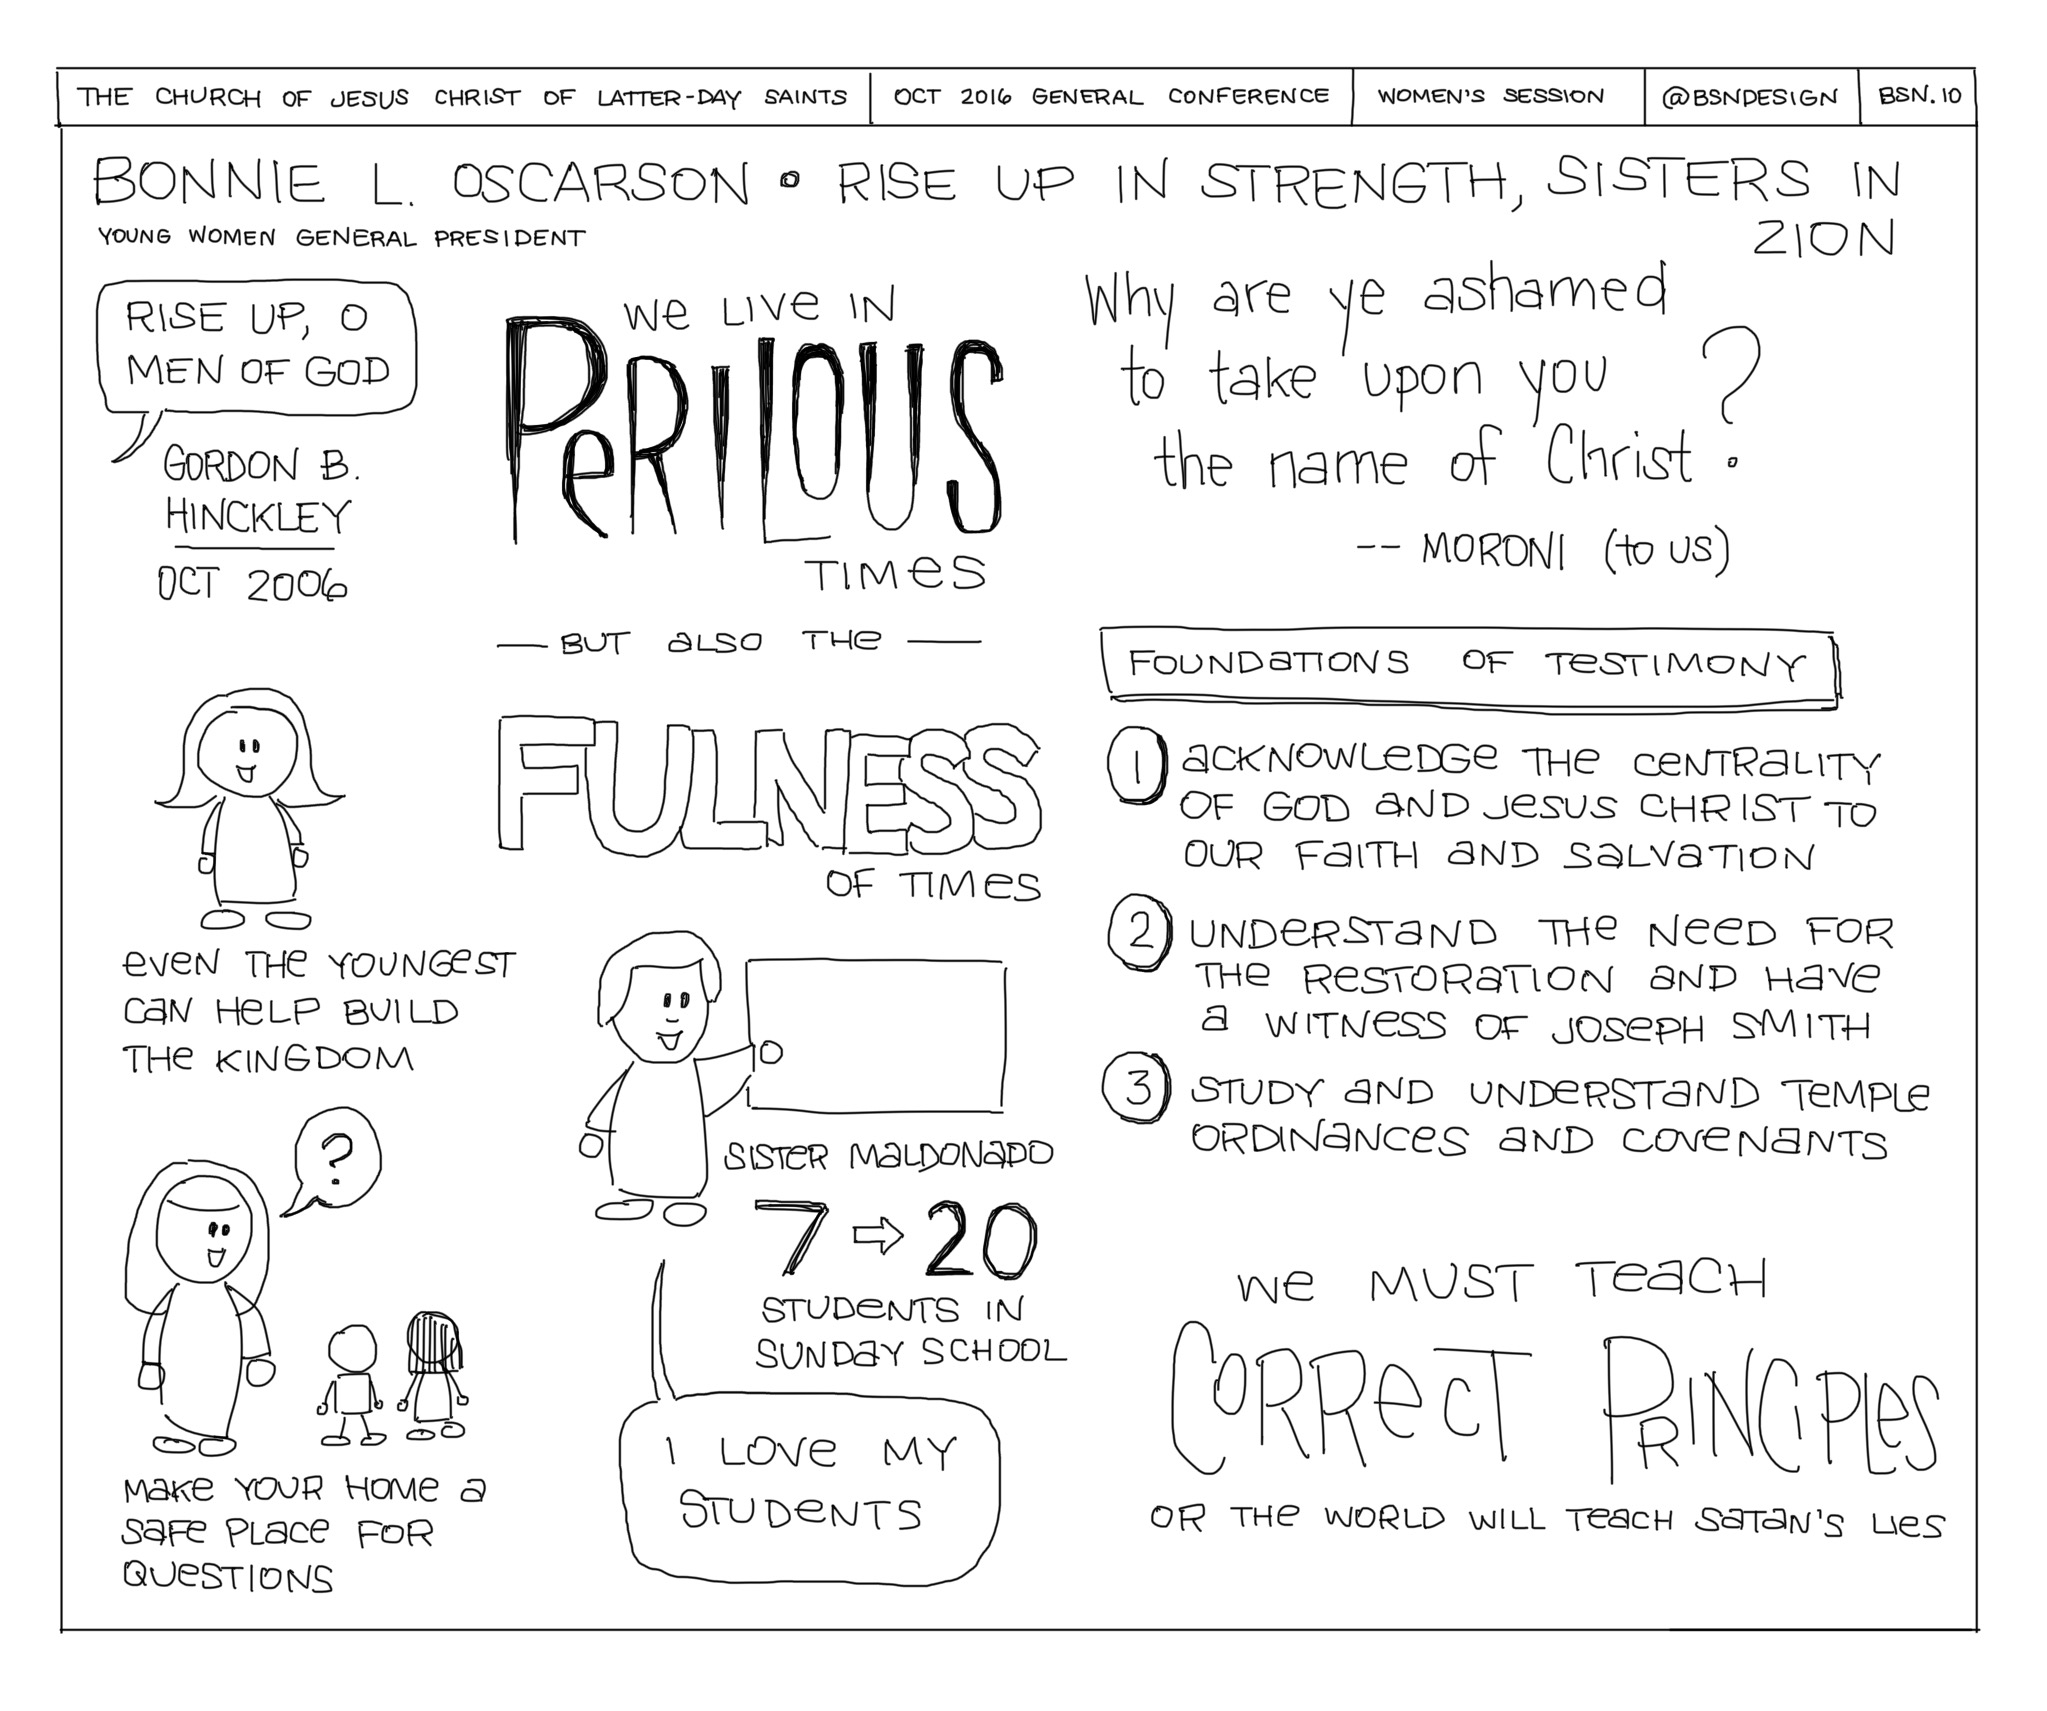 THE CHURCH OF JESUS CHRIST OF LATTER-DAY SAINTS
OCT 2016 GENERAL CONFERENCE
WOMEN'S SESSION
@BSNDESIGN
BSN.10
BONNIE L. OSCARSON • RISE UP IN STRENGTH, SISTERS IN
ZION
YOUNG WOMEN GENERAL PRESIDENT
RISE UP, O
MEN OF GOD
GORDON B.
HINCKLEY
OCT 2006
EVEN THE YOUNGEST
CAN HELP BUILD
THE KINGDOM
?
MAKE YOUR HOME A
SAFE PLACE FOR
QUESTIONS
WE LIVE IN
PERILOUS
TIMES
— BUT ALSO THE —
FULNESS
OF TIMES
SISTER MALDONADO
7 ⇨ 20
STUDENTS IN
SUNDAY SCHOOL
I LOVE MY
STUDENTS
Why are ye ashamed
to take upon you
the name of Christ?
-- MORONI (to US)
FOUNDATIONS OF TESTIMONY
1 ACKNOWLEDGE THE CENTRALITY
OF GOD AND JESUS CHRIST TO
OUR FAITH AND SALVATION
2 UNDERSTAND THE NEED FOR
THE RESTORATION AND HAVE
A WITNESS OF JOSEPH SMITH
3 STUDY AND UNDERSTAND TEMPLE
ORDINANCES AND COVENANTS
WE MUST TEACH
CORRECT PRINCIPLES
OR THE WORLD WILL TEACH SATAN'S LIES